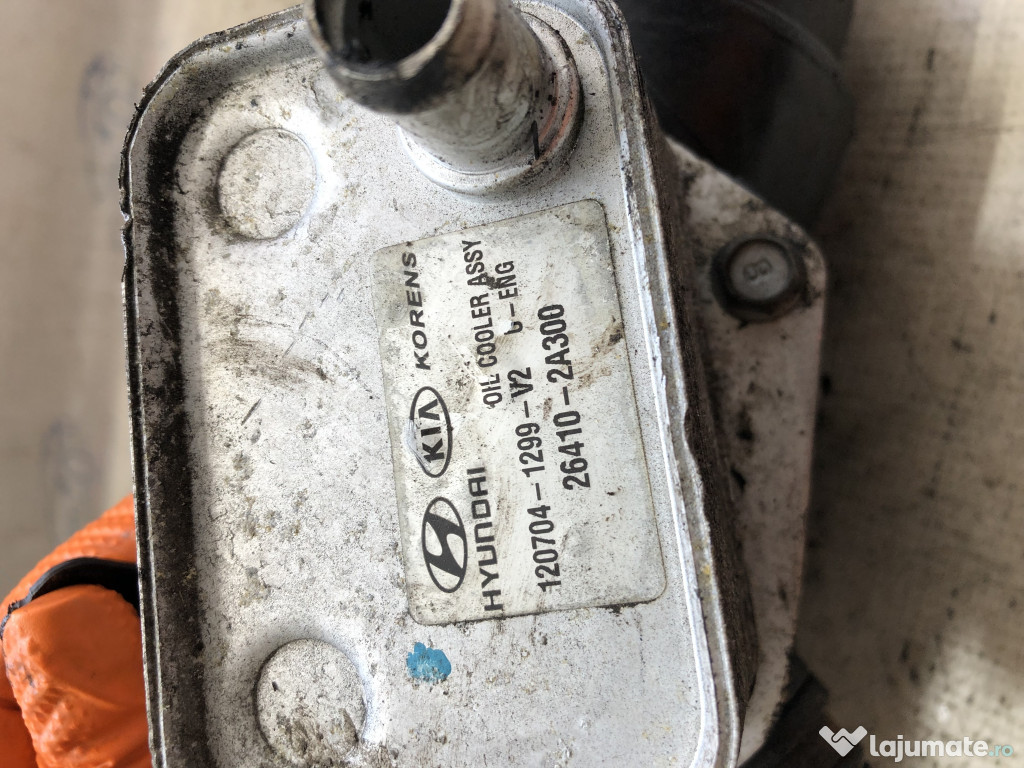 HYUNDAI KIA KORENS
OIL COOLER ASSY
120704-1299-V2 U-ENG
26410-2A300
lajumate.ro